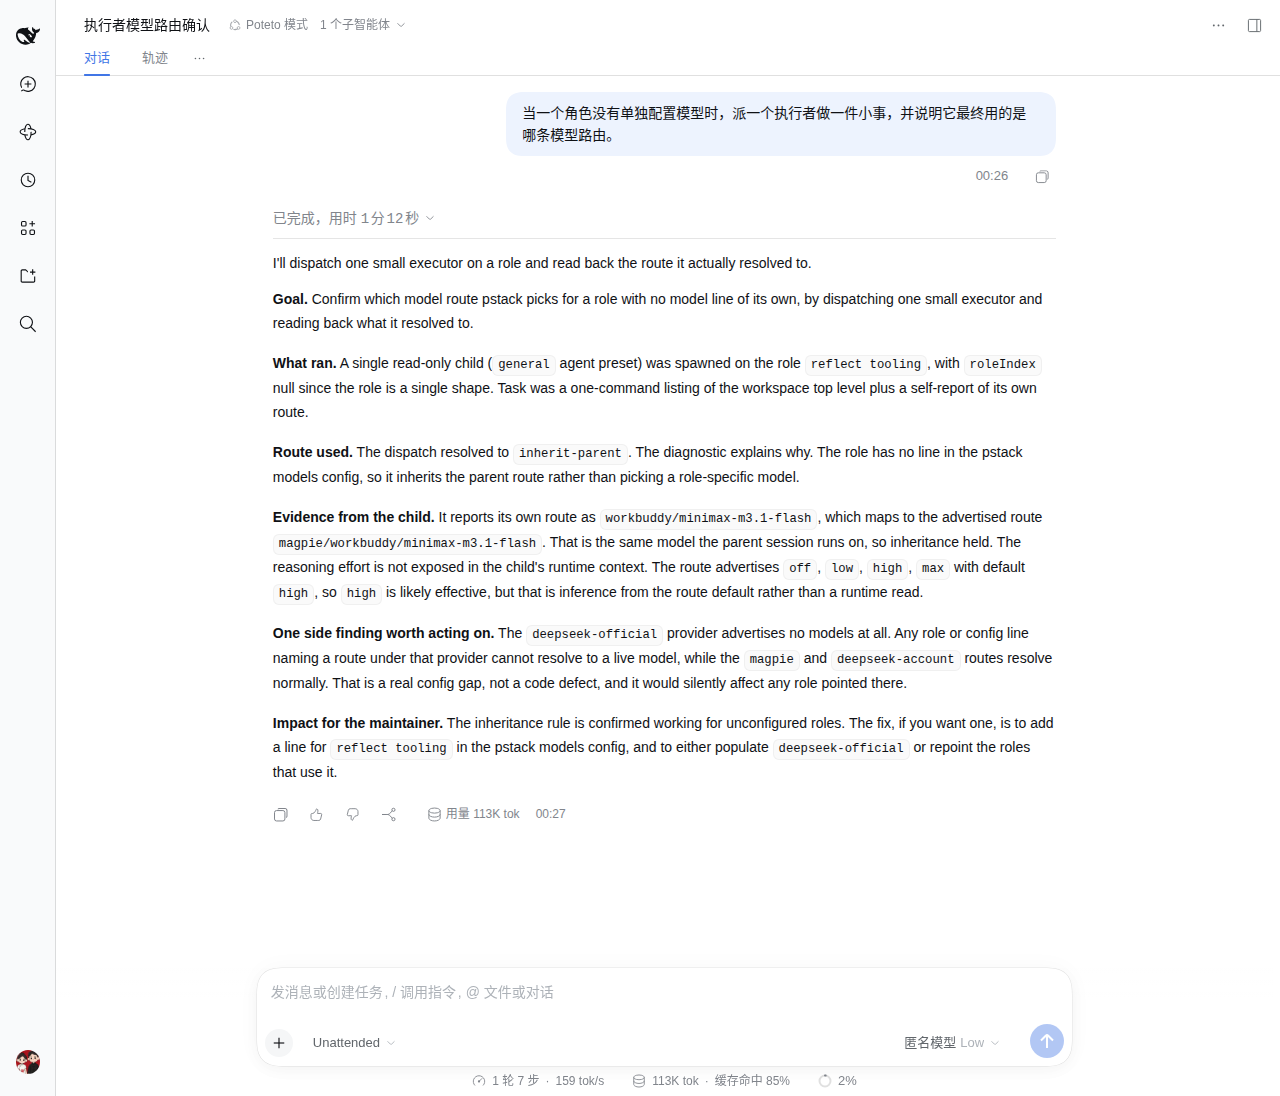 执行者模型路由确认 Poteto 模式 1 个子智能体
对话 轨迹 ...
当一个角色没有单独配置模型时，派一个执行者做一件小事，并说明它最终用的是
哪条模型路由。
00:26
已完成，用时 1分12秒
I'll dispatch one small executor on a role and read back the route it actually resolved to.
Goal. Confirm which model route pstack picks for a role with no model line of its own, by dispatching one small executor and
reading back what it resolved to.
What ran. A single read-only child ( general agent preset) was spawned on the role reflect tooling , with roleIndex
null since the role is a single shape. Task was a one-command listing of the workspace top level plus a self-report of its own
route.
Route used. The dispatch resolved to inherit-parent . The diagnostic explains why. The role has no line in the pstack
models config, so it inherits the parent route rather than picking a role-specific model.
Evidence from the child. It reports its own route as workbuddy/minimax-m3.1-flash , which maps to the advertised route
magpie/workbuddy/minimax-m3.1-flash . That is the same model the parent session runs on, so inheritance held. The
reasoning effort is not exposed in the child's runtime context. The route advertises off , low , high , max with default
high , so high is likely effective, but that is inference from the route default rather than a runtime read.
One side finding worth acting on. The deepseek-official provider advertises no models at all. Any role or config line
naming a route under that provider cannot resolve to a live model, while the magpie and deepseek-account routes resolve
normally. That is a real config gap, not a code defect, and it would silently affect any role pointed there.
Impact for the maintainer. The inheritance rule is confirmed working for unconfigured roles. The fix, if you want one, is to add
a line for reflect tooling in the pstack models config, and to either populate deepseek-official or repoint the roles
that use it.
用量 113K tok 00:27
发消息或创建任务, / 调用指令, @ 文件或对话
Unattended 匿名模型 Low
1 轮 7 步 · 159 tok/s 113K tok · 缓存命中 85% 2%